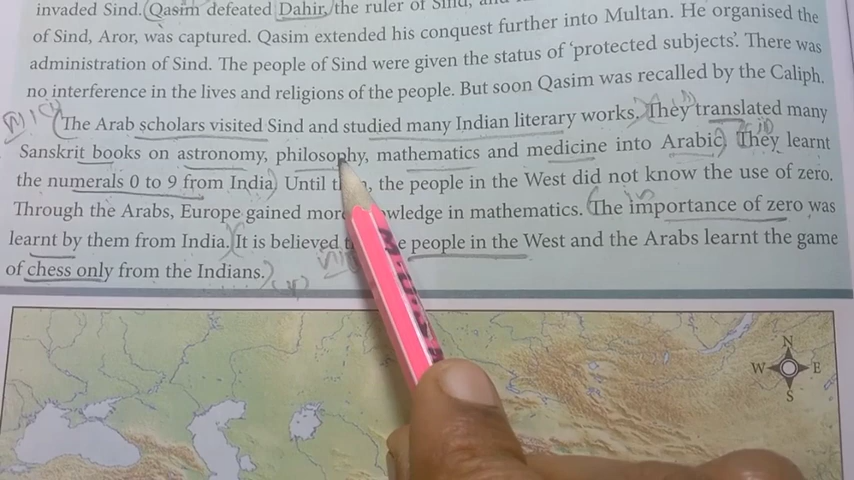 invaded Sind. Qasim defeated Dahir, the ruler of Sind, and
of Sind, Aror, was captured. Qasim extended his conquest further into Multan. He organised the
administration of Sind. The people of Sind were given the status of 'protected subjects'. There was
no interference in the lives and religions of the people. But soon Qasim was recalled by the Caliph.
The Arab scholars visited Sind and studied many Indian literary works. They translated many
Sanskrit books on astronomy, philosophy, mathematics and medicine into Arabic. They learnt
the numerals 0 to 9 from India. Until the people in the West did not know the use of zero.
Through the Arabs, Europe gained more knowledge in mathematics. The importance of zero was
learnt by them from India. It is believed people in the West and the Arabs learnt the game
of chess only from the Indians.
N
W E
S